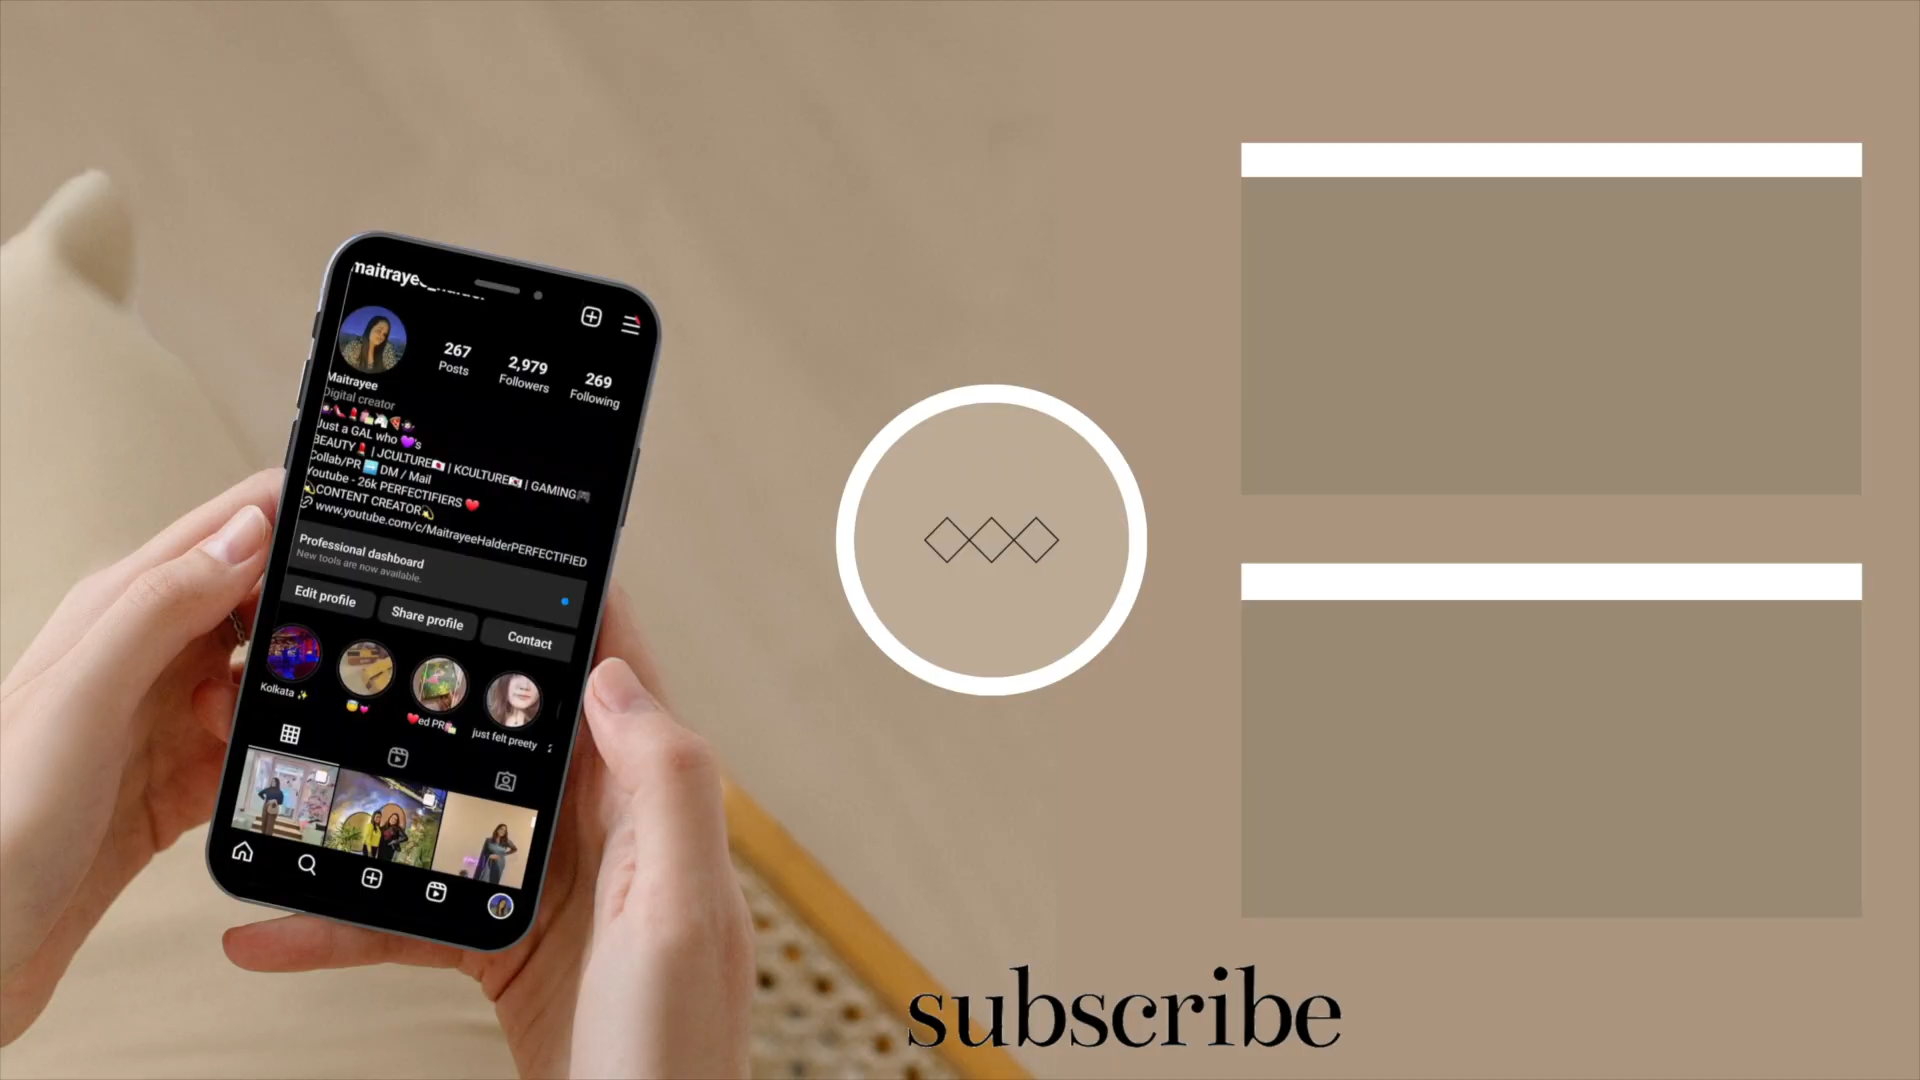 267
Posts
2,979
Followers
269
Following
Maitrayee
Digital creator
Just a GAL who 💜's
BEAUTY💄 | JCULTURE🇯🇵 | KCULTURE🇰🇷 | GAMING🎮
Collab/PR ➡️ DM / Mail
Youtube - 26k PERFECTIFIERS ❤️
💫CONTENT CREATOR💫
www.youtube.com/c/MaitrayeeHalderPERFECTIFIED
Professional dashboard
New tools are now available.
Edit profile
Share profile
Contact
Kolkata ✨
❤️ed PR🛍️
just felt preety
subscribe